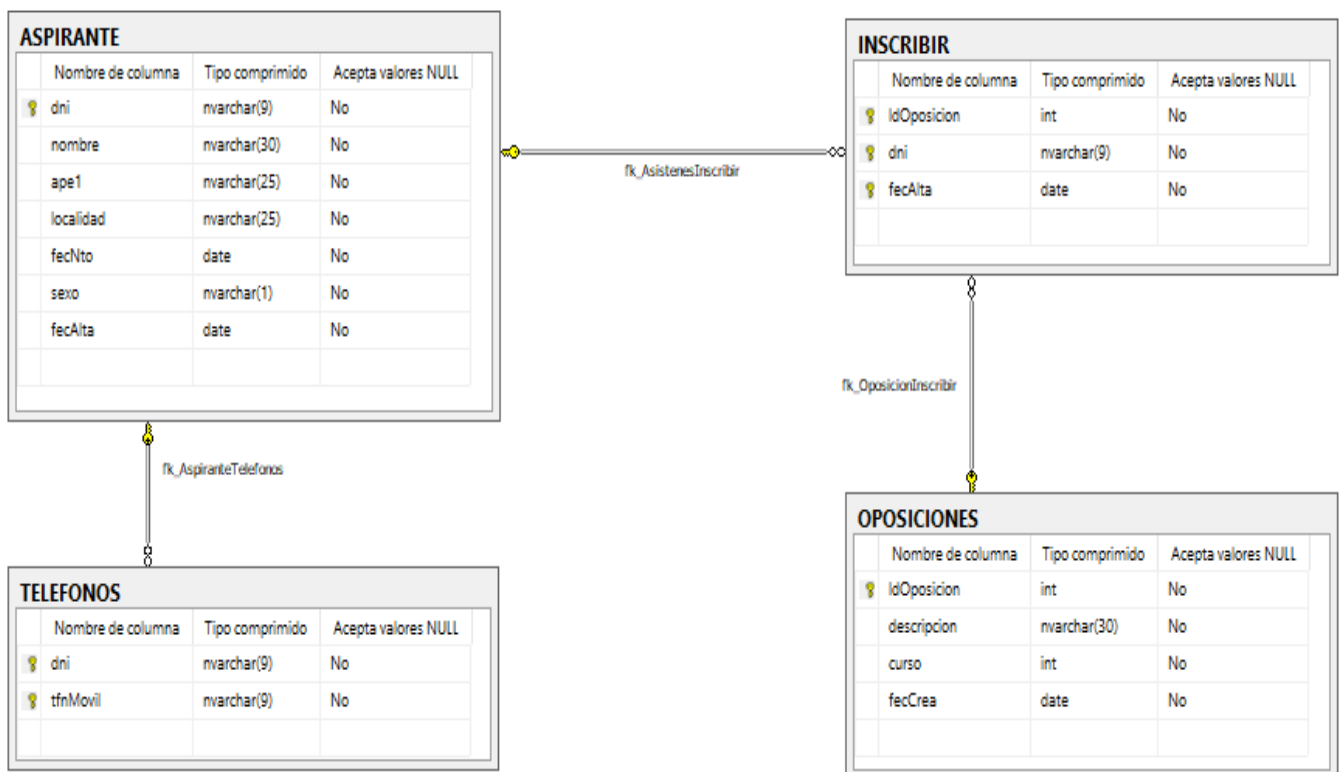 ASPIRANTE
Nombre de columna Tipo comprimido Acepta valores NULL
dni nvarchar(9) No
nombre nvarchar(30) No
ape1 nvarchar(25) No
localidad nvarchar(25) No
fecNto date No
sexo nvarchar(1) No
fecAlta date No
fk_AsistenesInscribir
INSCRIBIR
Nombre de columna Tipo comprimido Acepta valores NULL
IdOposicion int No
dni nvarchar(9) No
fecAlta date No
fk_OposicionInscribir
fk_AspiranteTelefonos
TELEFONOS
Nombre de columna Tipo comprimido Acepta valores NULL
dni nvarchar(9) No
tfnMovil nvarchar(9) No
OPOSICIONES
Nombre de columna Tipo comprimido Acepta valores NULL
IdOposicion int No
descripcion nvarchar(30) No
curso int No
fecCrea date No